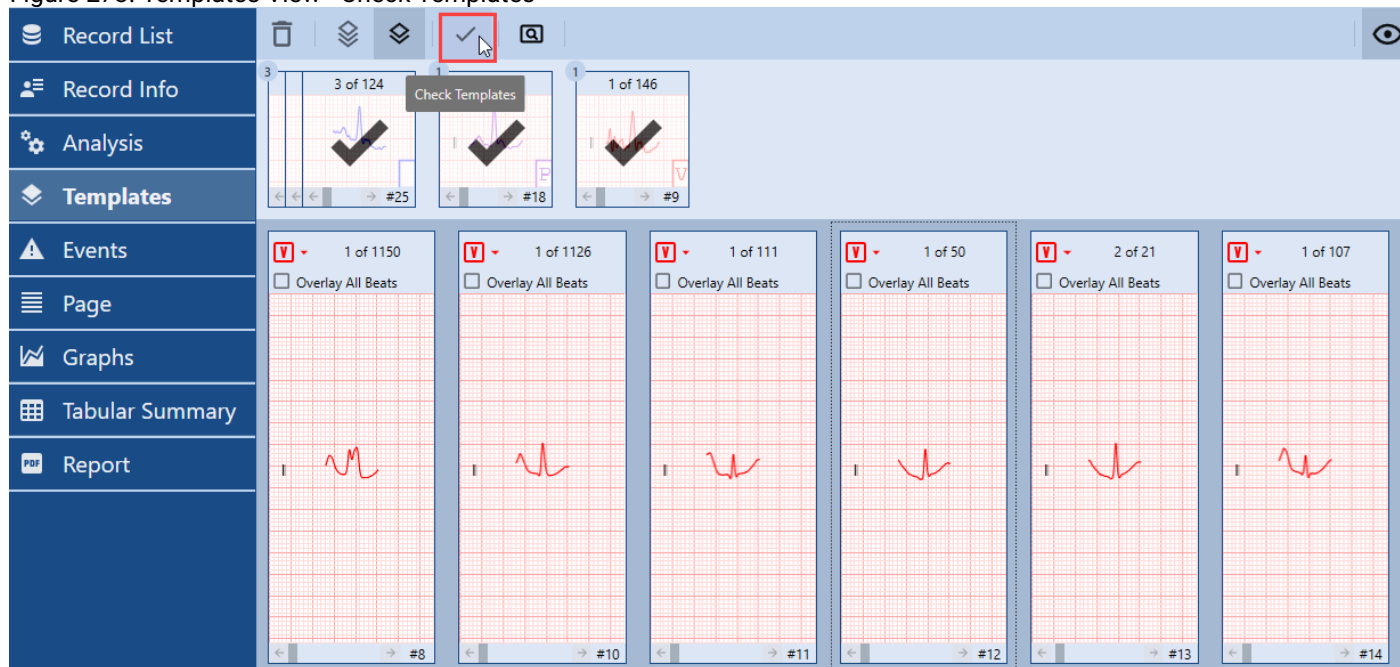 Figure Templates View - Check Templates
Record List
Record Info
Analysis
Templates
Events
Page
Graphs
Tabular Summary
PDF Report
Check Templates
3
3 of 124
#25
1
P
#18
1
1 of 146
V
#9
V 1 of 1150
Overlay All Beats
#8
V 1 of 1126
Overlay All Beats
#10
V 1 of 111
Overlay All Beats
#11
V 1 of 50
Overlay All Beats
#12
V 2 of 21
Overlay All Beats
#13
V 1 of 107
Overlay All Beats
#14